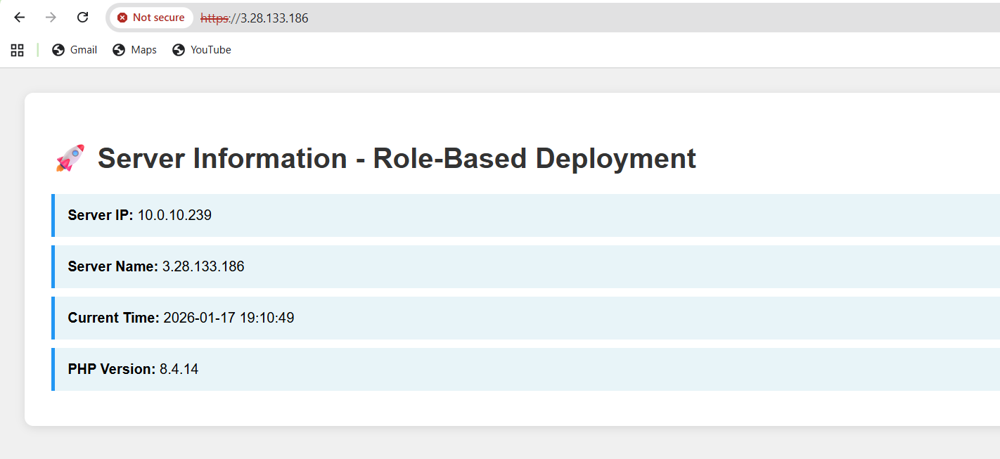 Not secure https://3.28.133.186
Gmail Maps YouTube
🚀 Server Information - Role-Based Deployment
Server IP: 10.0.10.239
Server Name: 3.28.133.186
Current Time: 2026-01-17 19:10:49
PHP Version: 8.4.14